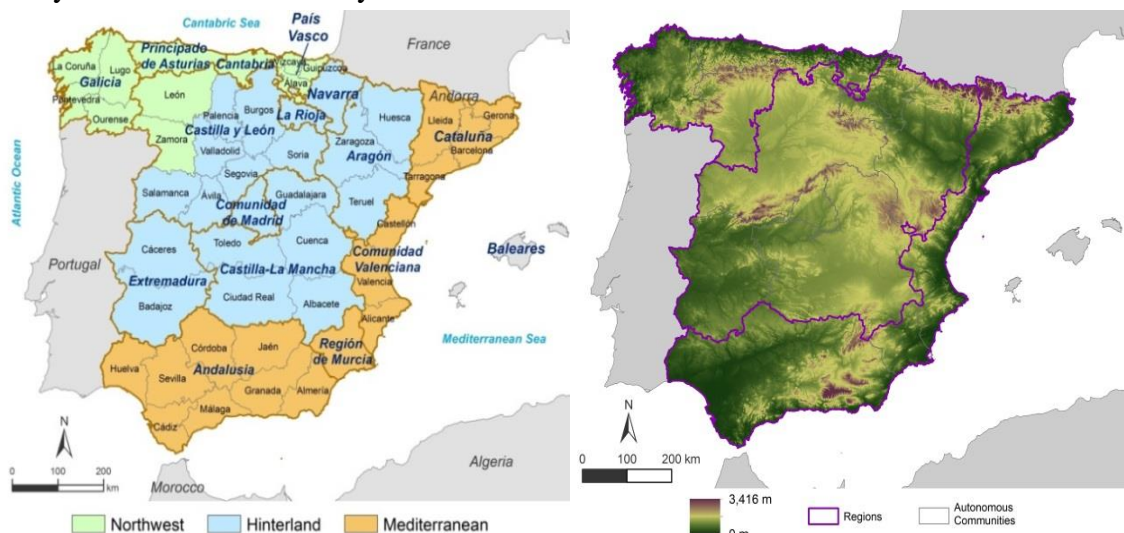 Cantabric Sea
País
Vasco
France
Principado
de Asturias
Cantabria
Vizcaya
Guipúzcoa
La Coruña
Lugo
Galicia
Álava
Navarra
Andorra
León
Pontevedra
Ourense
Burgos
La Rioja
Palencia
Huesca
Lleida
Gerona
Castilla y León
Cataluña
Zamora
Valladolid
Soria
Zaragoza
Barcelona
Aragón
Segovia
Tarragona
Atlantic Ocean
Salamanca
Ávila
Guadalajara
Comunidad
de Madrid
Teruel
Castellón
Cáceres
Toledo
Cuenca
Baleares
Portugal
Comunidad
Valenciana
Extremadura
Castilla-La Mancha
Valencia
Badajoz
Ciudad Real
Albacete
Alicante
Mediterranean Sea
Córdoba
Jaén
Región
de Murcia
Huelva
Sevilla
Andalusia
Granada
Almería
Málaga
Cádiz
N
0 100 200
km
Morocco
Algeria
Northwest
Hinterland
Mediterranean
N
0 100 200 km
3,416 m
0 m
Regions
Autonomous
Communities